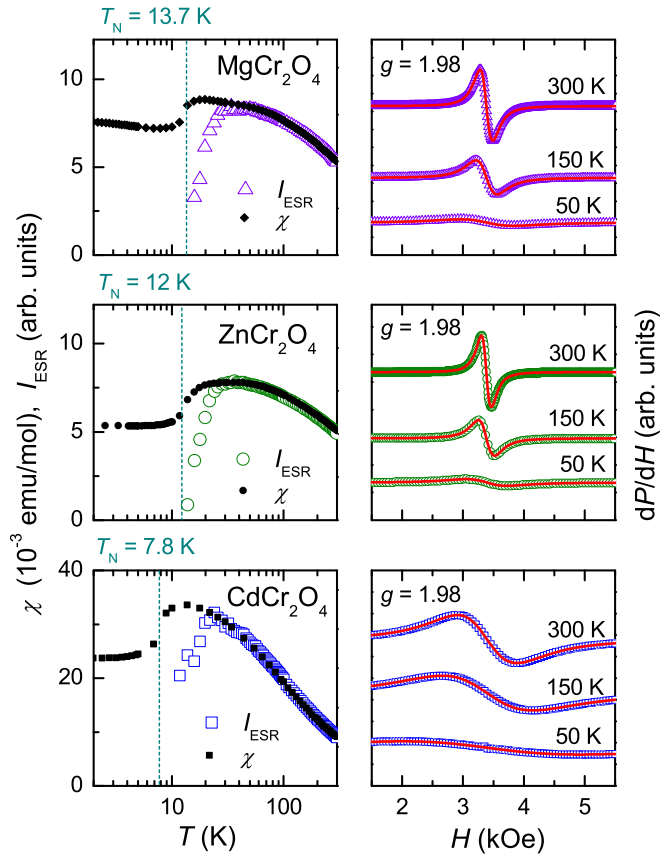 T_N = 13.7 K
MgCr₂O₄
10
5
0
I_ESR
χ
g = 1.98
300 K
150 K
50 K
T_N = 12 K
ZnCr₂O₄
10
5
0
I_ESR
χ
g = 1.98
300 K
150 K
50 K
T_N = 7.8 K
CdCr₂O₄
40
20
0
I_ESR
χ
g = 1.98
300 K
150 K
50 K
10
100
2
3
4
5
T (K)
H (kOe)
χ (10⁻³ emu/mol), I_ESR (arb. units)
dP/dH (arb. units)